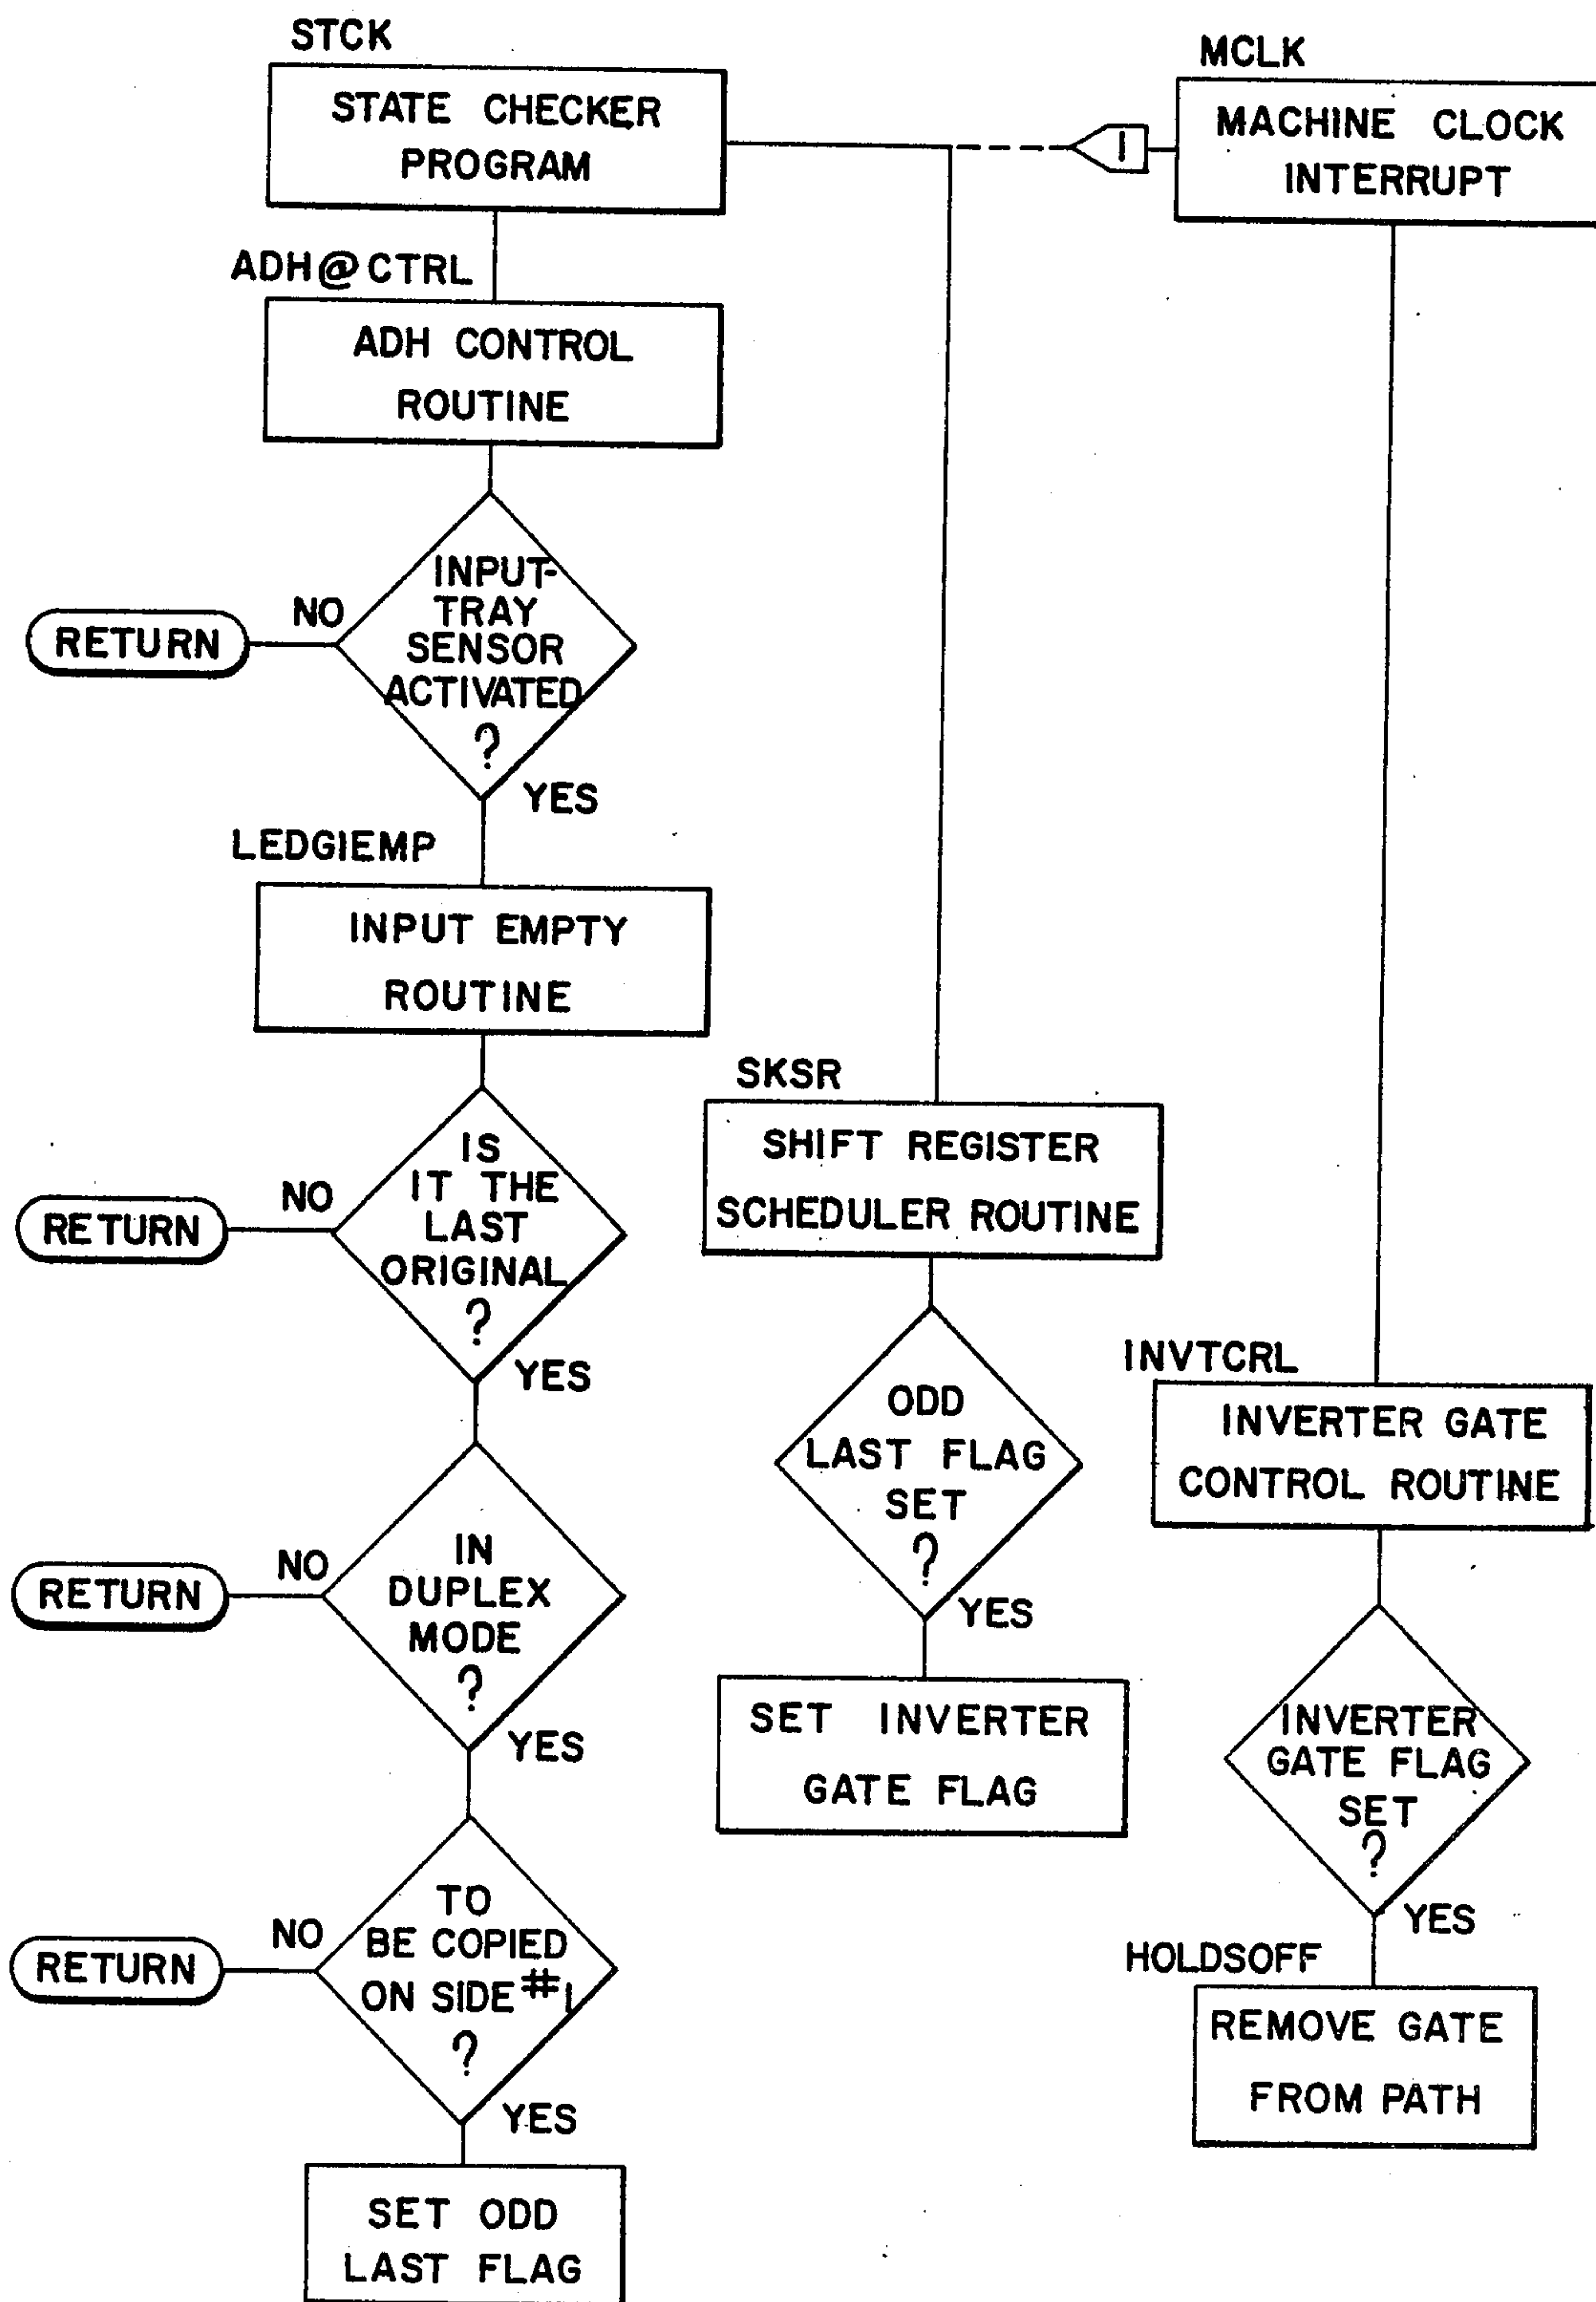 STCK
STATE CHECKER
PROGRAM
ADH@CTRL
ADH CONTROL
ROUTINE
INPUT-
TRAY
SENSOR
ACTIVATED
?
NO
RETURN
YES
LEDGIEMP
INPUT EMPTY
ROUTINE
IS
IT THE
LAST
ORIGINAL
?
NO
RETURN
YES
IN
DUPLEX
MODE
?
NO
RETURN
YES
TO
BE COPIED
ON SIDE #1
?
NO
RETURN
YES
SET ODD
LAST FLAG
SKSR
SHIFT REGISTER
SCHEDULER ROUTINE
ODD
LAST FLAG
SET
?
YES
SET INVERTER
GATE FLAG
MCLK
MACHINE CLOCK
INTERRUPT
I
INVTCRL
INVERTER GATE
CONTROL ROUTINE
INVERTER
GATE FLAG
SET
?
YES
HOLDSOFF
REMOVE GATE
FROM PATH